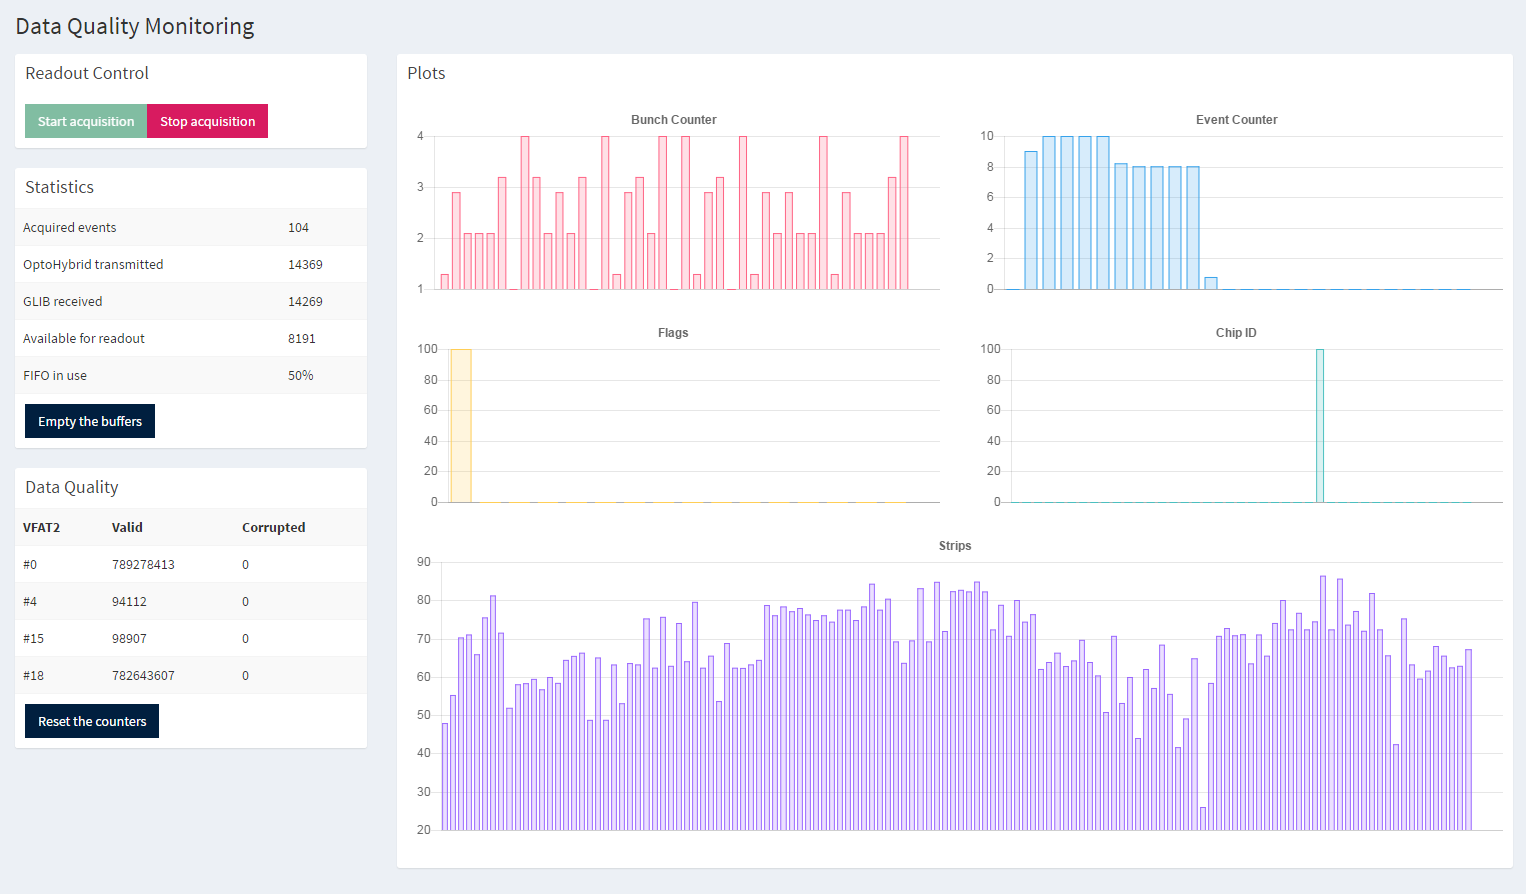 Data Quality Monitoring
Readout Control
Start acquisition Stop acquisition
Statistics
Acquired events 104
OptoHybrid transmitted 14369
GLIB received 14269
Available for readout 8191
FIFO in use 50%
Empty the buffers
Data Quality
VFAT2 Valid Corrupted
#0 789278413 0
#4 94112 0
#15 98907 0
#18 782643607 0
Reset the counters
Plots
Bunch Counter
4
3
2
1
Event Counter
10
8
6
4
2
0
Flags
100
80
60
40
20
0
Chip ID
100
80
60
40
20
0
Strips
90
80
70
60
50
40
30
20